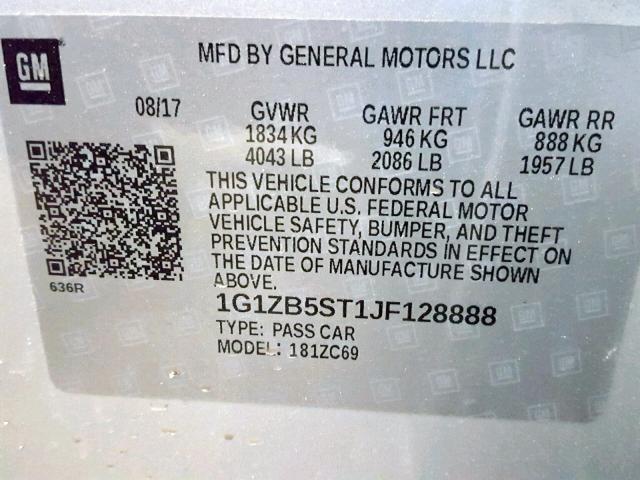 GM
MFD BY GENERAL MOTORS LLC
08/17 GVWR GAWR FRT GAWR RR
1834 KG 946 KG 888 KG
4043 LB 2086 LB 1957 LB
THIS VEHICLE CONFORMS TO ALL
APPLICABLE U.S. FEDERAL MOTOR
VEHICLE SAFETY, BUMPER, AND THEFT
PREVENTION STANDARDS IN EFFECT ON
THE DATE OF MANUFACTURE SHOWN
ABOVE.
636R
1G1ZB5ST1JF128888
TYPE: PASS CAR
MODEL: 181ZC69